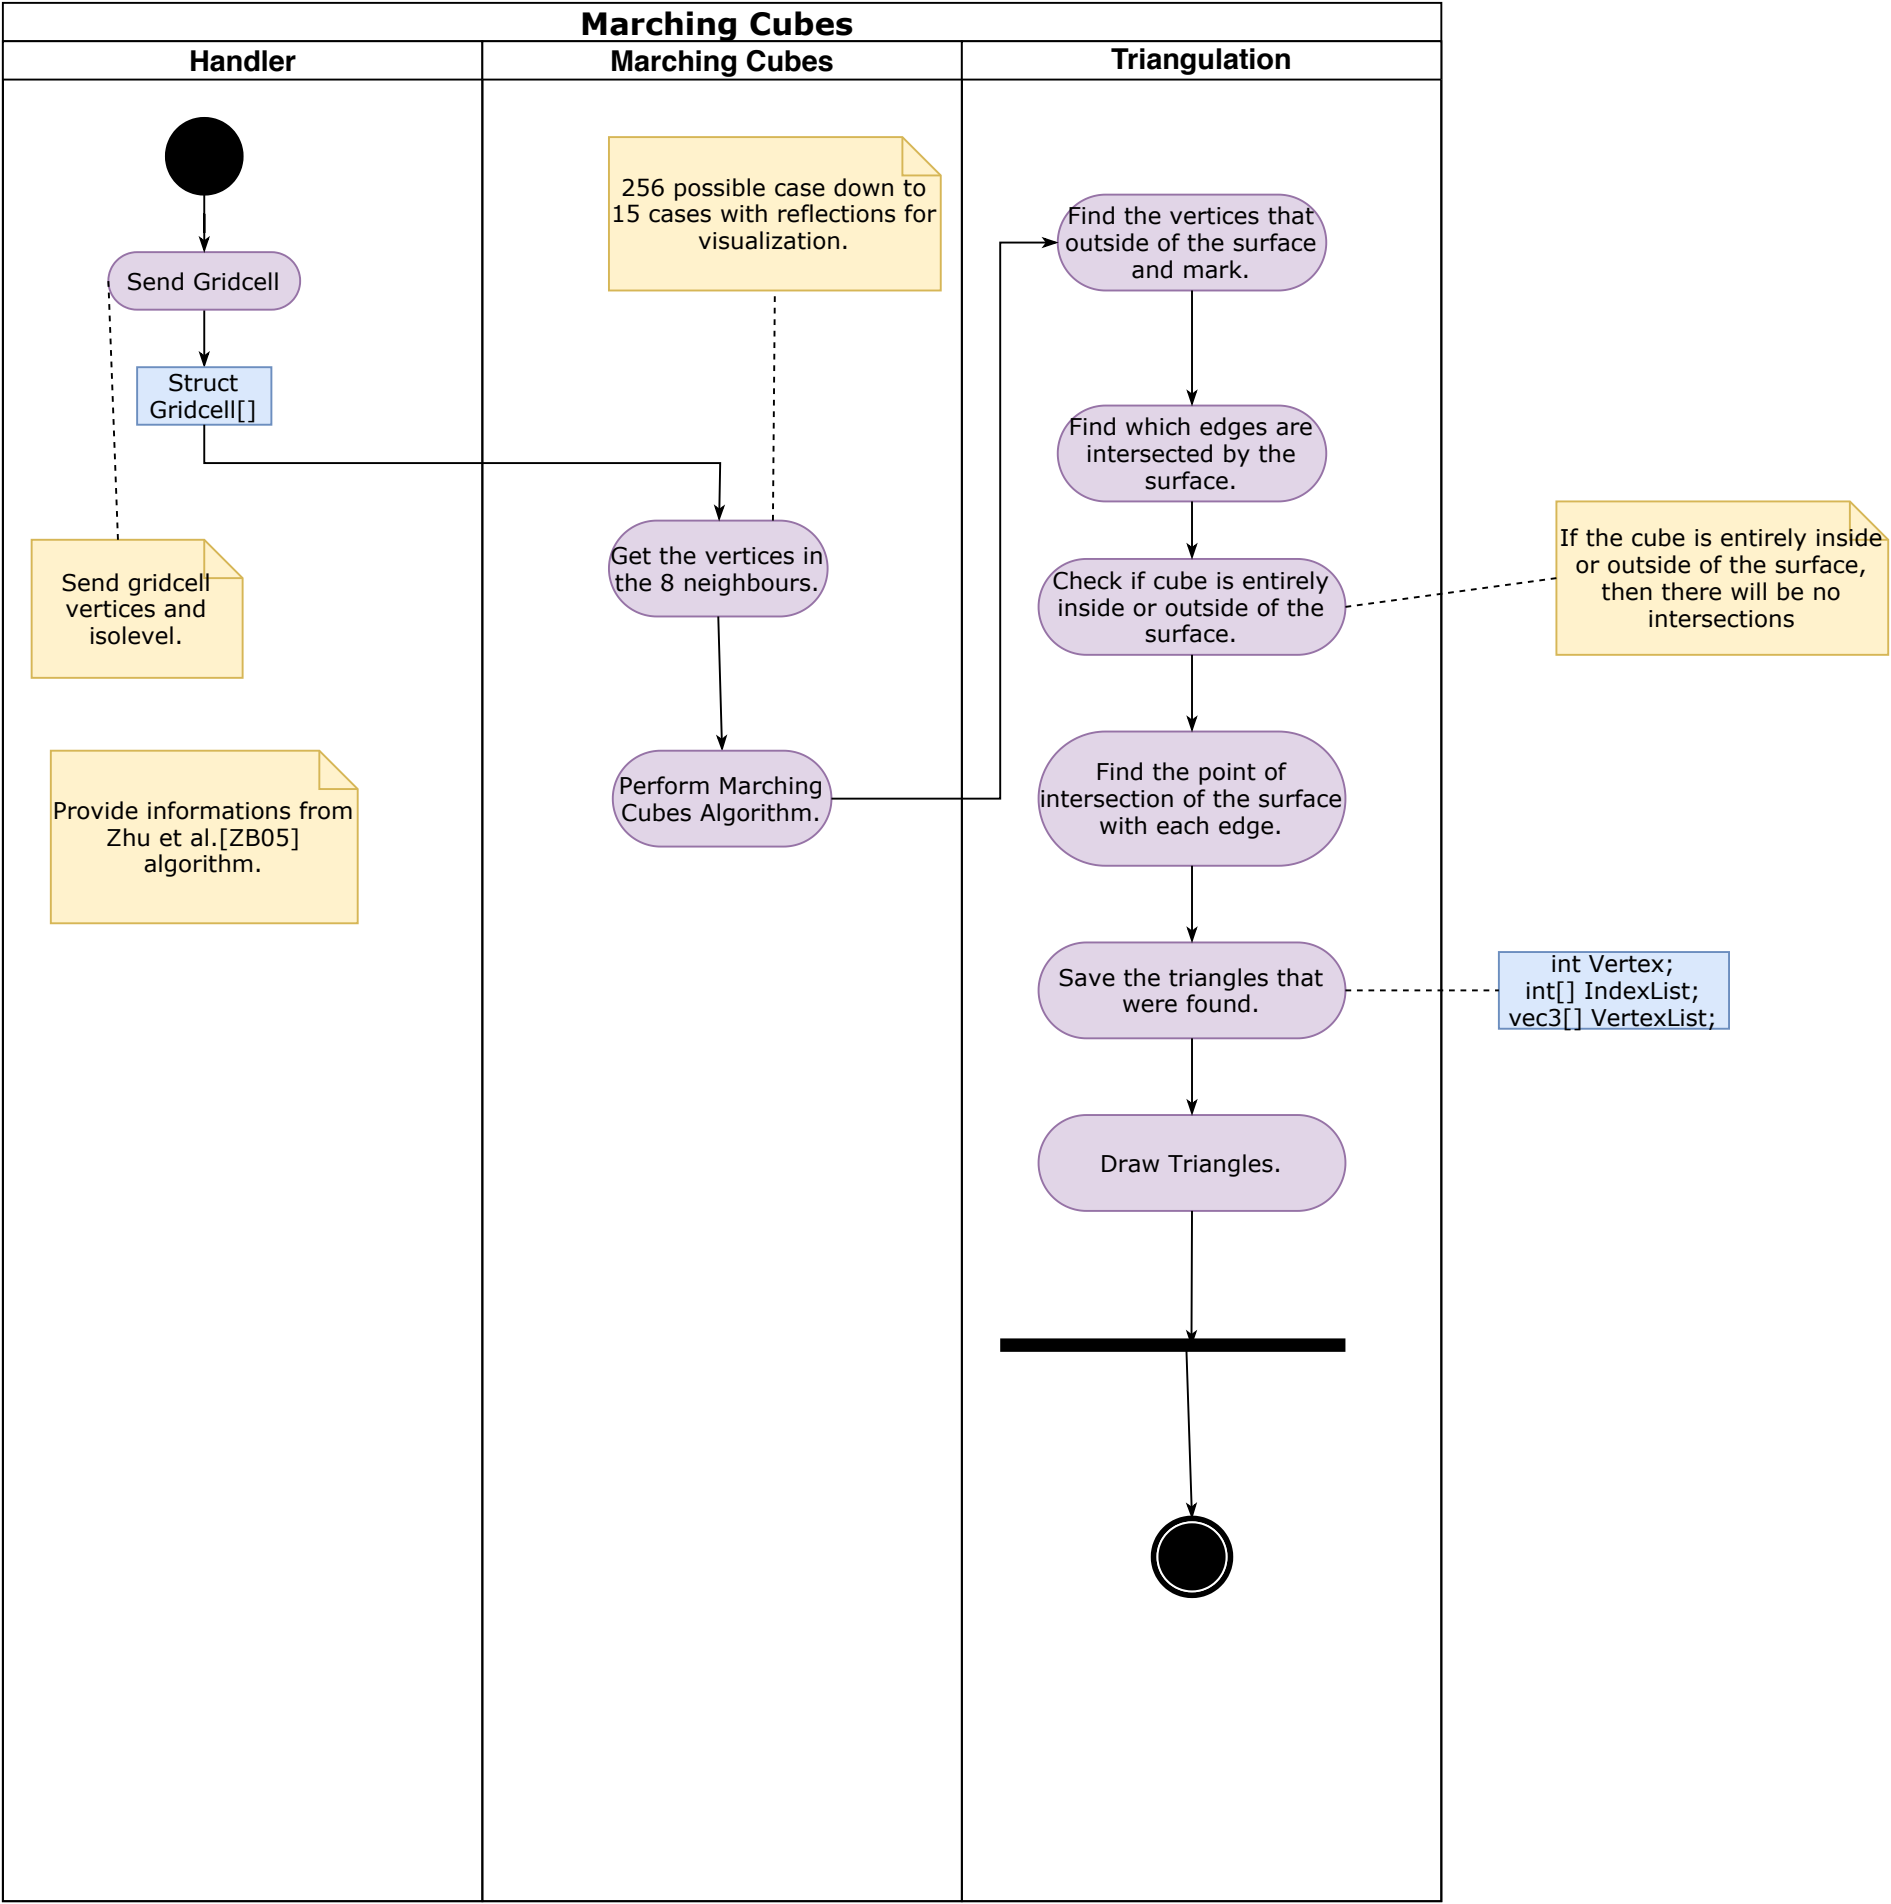 Marching Cubes
Handler
Marching Cubes
Triangulation
Send Gridcell
Struct
Gridcell[]
Send gridcell
vertices and
isolevel.
Provide informations from
Zhu et al.[ZB05]
algorithm.
256 possible case down to
15 cases with reflections for
visualization.
Get the vertices in
the 8 neighbours.
Perform Marching
Cubes Algorithm.
Find the vertices that
outside of the surface
and mark.
Find which edges are
intersected by the
surface.
Check if cube is entirely
inside or outside of the
surface.
If the cube is entirely inside
or outside of the surface,
then there will be no
intersections
Find the point of
intersection of the surface
with each edge.
Save the triangles that
were found.
int Vertex;
int[] IndexList;
vec3[] VertexList;
Draw Triangles.